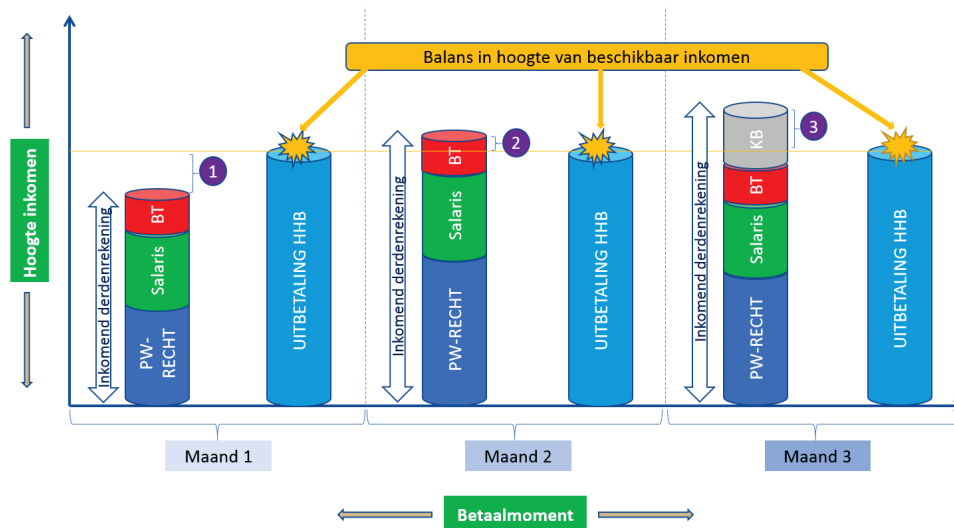 Balans in hoogte van beschikbaar inkomen
Hoogte inkomen
Inkomend derdenrekening
BT
Salaris
PW-
RECHT
1
UITBETALING HHB
Inkomend derdenrekening
BT
Salaris
PW-RECHT
2
UITBETALING HHB
Inkomend derdenrekening
KB
BT
Salaris
PW-RECHT
3
UITBETALING HHB
Maand 1
Maand 2
Maand 3
Betaalmoment